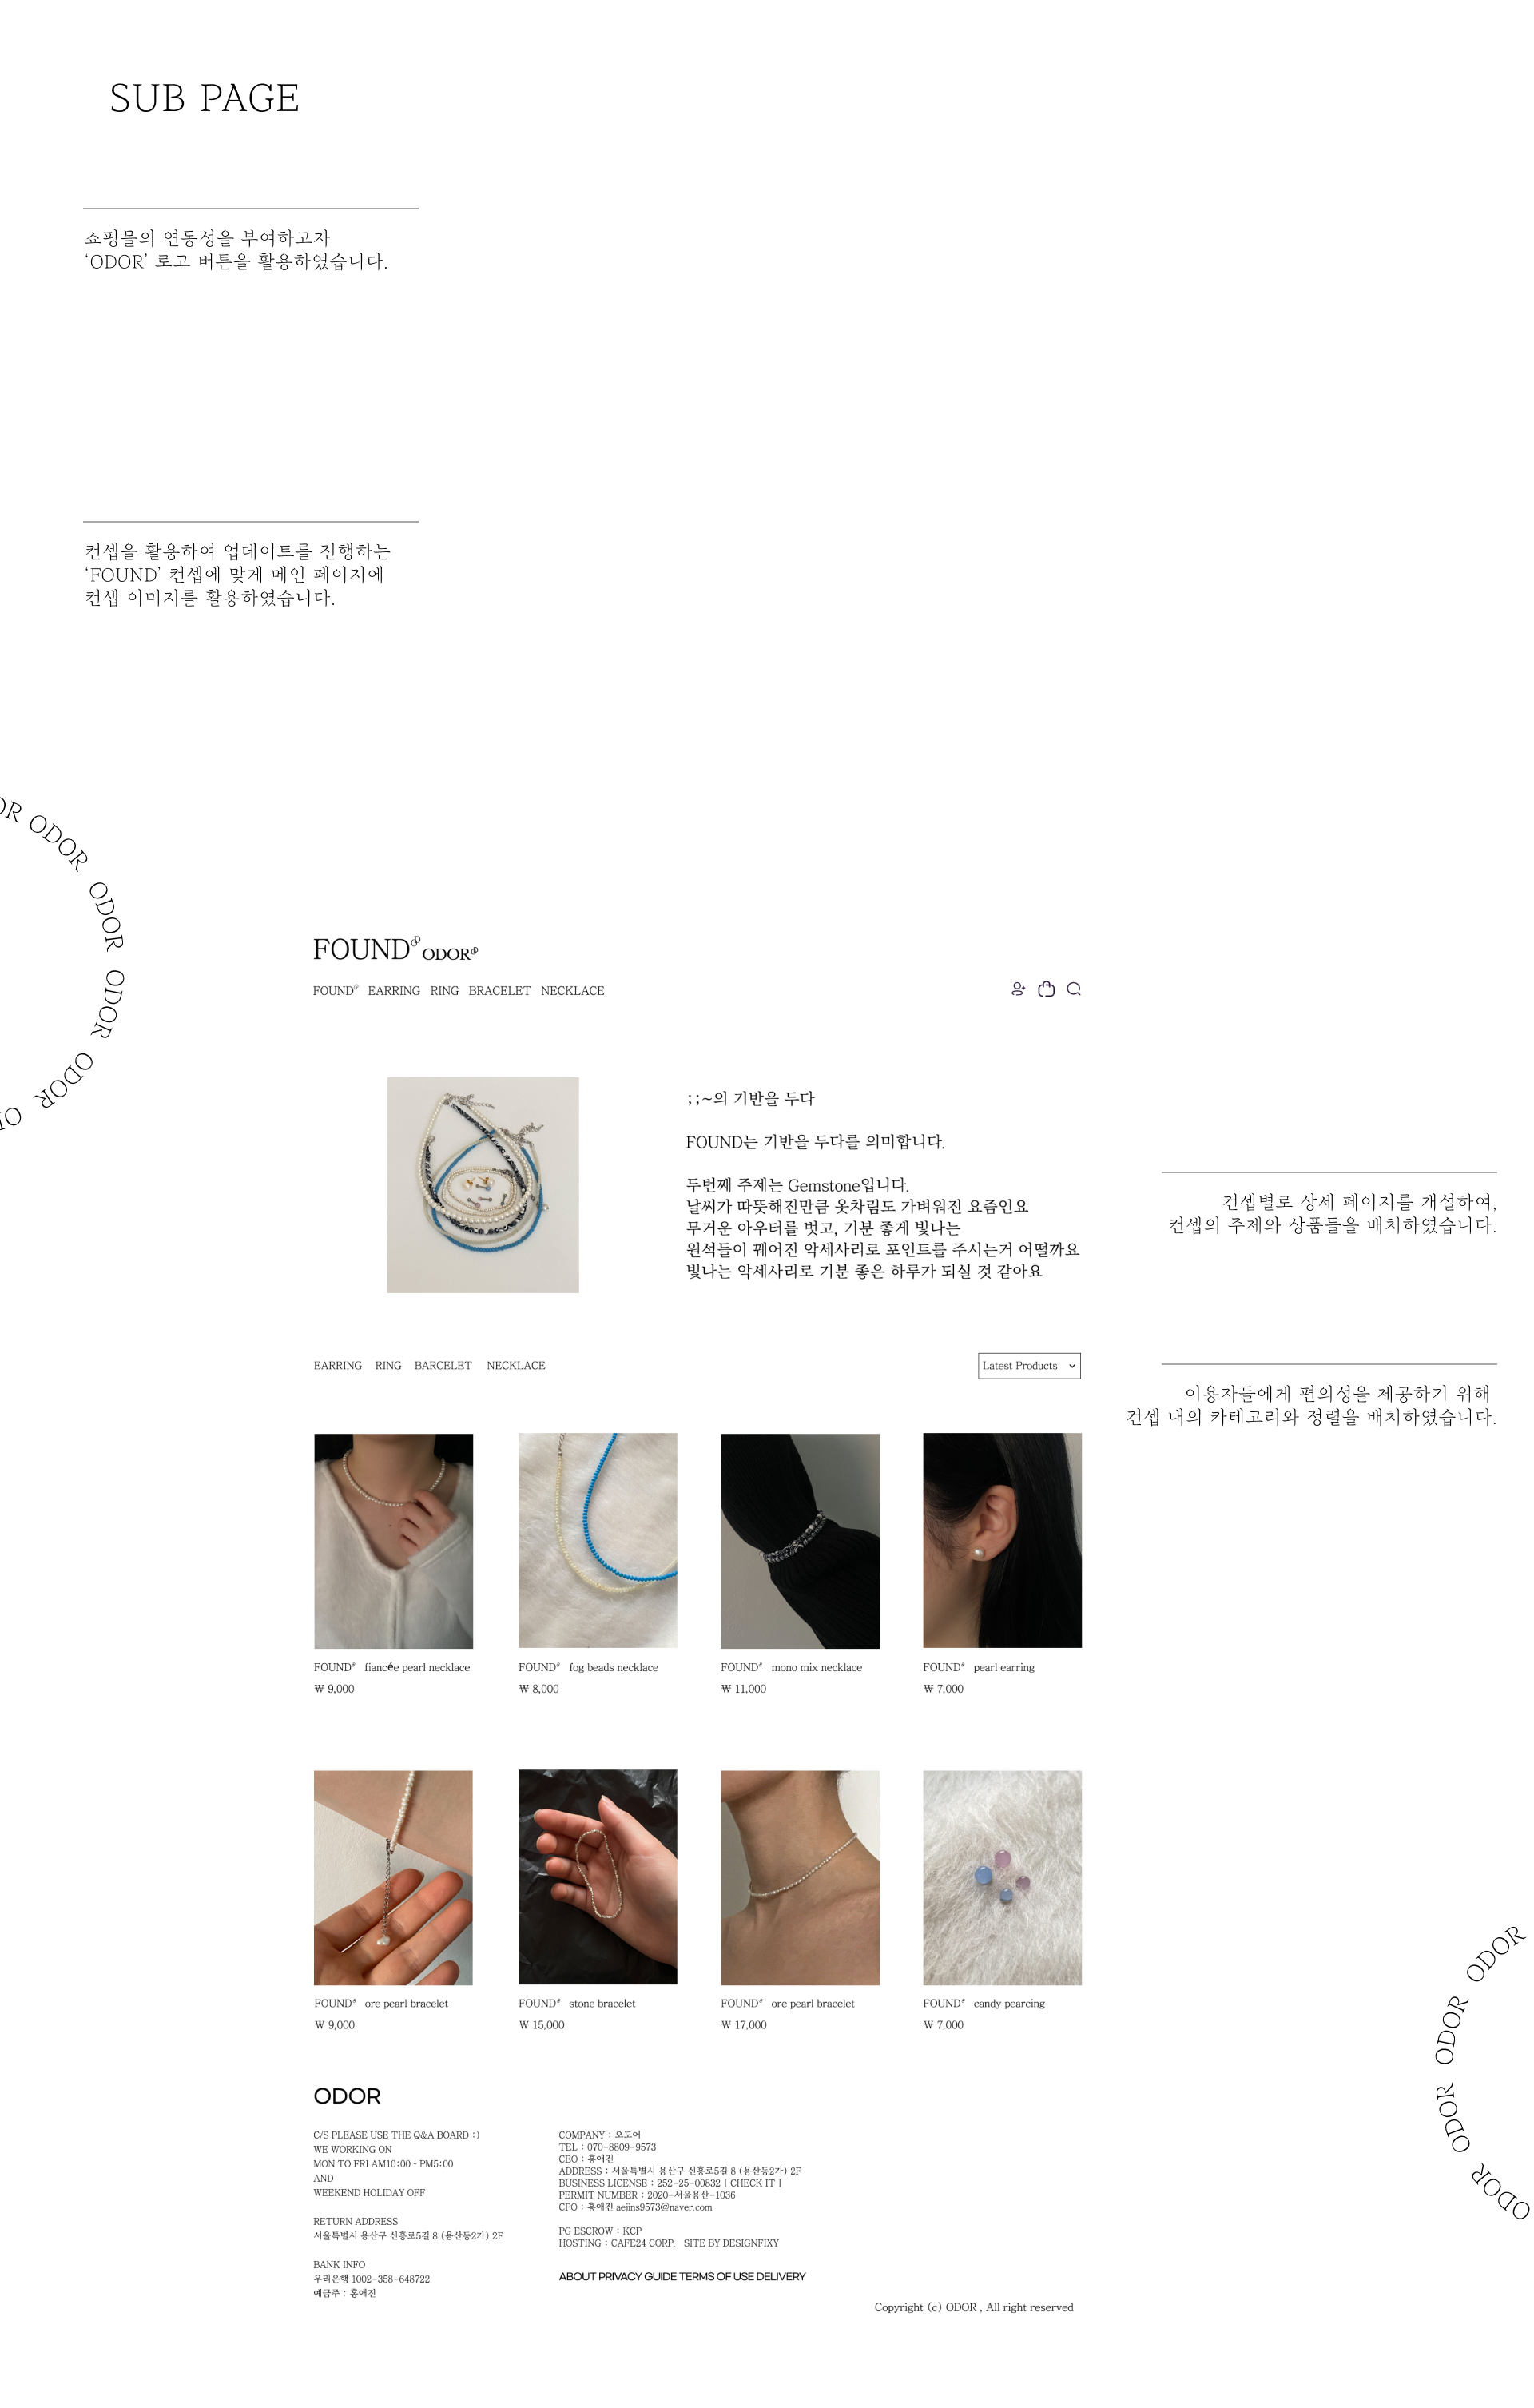 SUB PAGE
쇼핑몰의 연동성을 부여하고자
‘ODOR’ 로고 버튼을 활용하였습니다.
컨셉을 활용하여 업데이트를 진행하는
‘FOUND’ 컨셉에 맞게 메인 페이지에
컨셉 이미지를 활용하였습니다.
OR ODOR ODOR ODOR ODOR OD
FOUND ODOR
FOUND EARRING RING BRACELET NECKLACE
;;~의 기반을 두다
FOUND는 기반을 두다를 의미합니다.
두번째 주제는 Gemstone입니다.
날씨가 따뜻해진만큼 옷차림도 가벼워진 요즘인요
무거운 아우터를 벗고, 기분 좋게 빛나는
원석들이 꿰어진 악세사리로 포인트를 주시는거 어떨까요
빛나는 악세사리로 기분 좋은 하루가 되실 것 같아요
컨셉별로 상세 페이지를 개설하여,
컨셉의 주제와 상품들을 배치하였습니다.
EARRING RING BARCELET NECKLACE
Latest Products
이용자들에게 편의성을 제공하기 위해
컨셉 내의 카테고리와 정렬을 배치하였습니다.
FOUND fiancée pearl necklace
₩ 9,000
FOUND fog beads necklace
₩ 8,000
FOUND mono mix necklace
₩ 11,000
FOUND pearl earring
₩ 7,000
FOUND ore pearl bracelet
₩ 9,000
FOUND stone bracelet
₩ 15,000
FOUND ore pearl bracelet
₩ 17,000
FOUND candy pearcing
₩ 7,000
ODOR ODOR ODOR ODOR
ODOR
C/S PLEASE USE THE Q&A BOARD :)
WE WORKING ON
MON TO FRI AM10:00 - PM5:00
AND
WEEKEND HOLIDAY OFF
RETURN ADDRESS
서울특별시 용산구 신흥로5길 8 (용산동2가) 2F
BANK INFO
우리은행 1002-358-648722
예금주 : 홍애진
COMPANY : 오도어
TEL : 070-8809-9573
CEO : 홍애진
ADDRESS : 서울특별시 용산구 신흥로5길 8 (용산동2가) 2F
BUSINESS LICENSE : 252-25-00832 [ CHECK IT ]
PERMIT NUMBER : 2020-서울용산-1036
CPO : 홍애진 aejins9573@naver.com
PG ESCROW : KCP
HOSTING : CAFE24 CORP. SITE BY DESIGNFIXY
ABOUT PRIVACY GUIDE TERMS OF USE DELIVERY
Copyright (c) ODOR , All right reserved